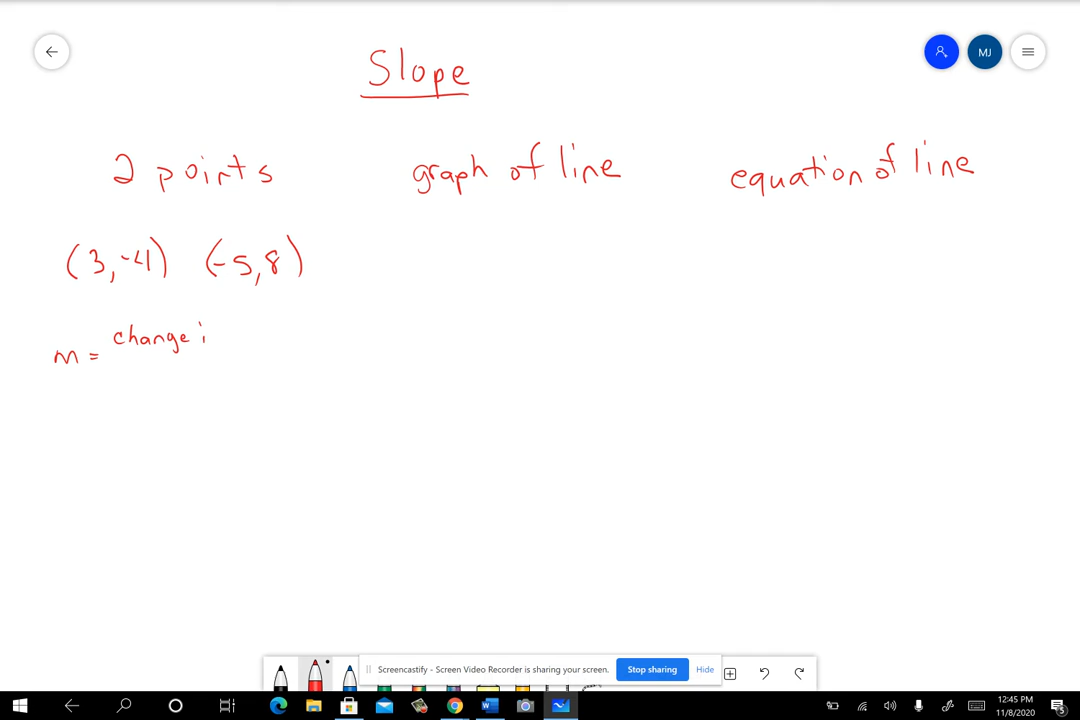 MJ
Slope
2 points
graph of line
equation of line
(3,-4) (-5,8)
m = change i
Screencastify - Screen Video Recorder is sharing your screen.
Stop sharing
Hide
12:45 PM
11/8/2020
5